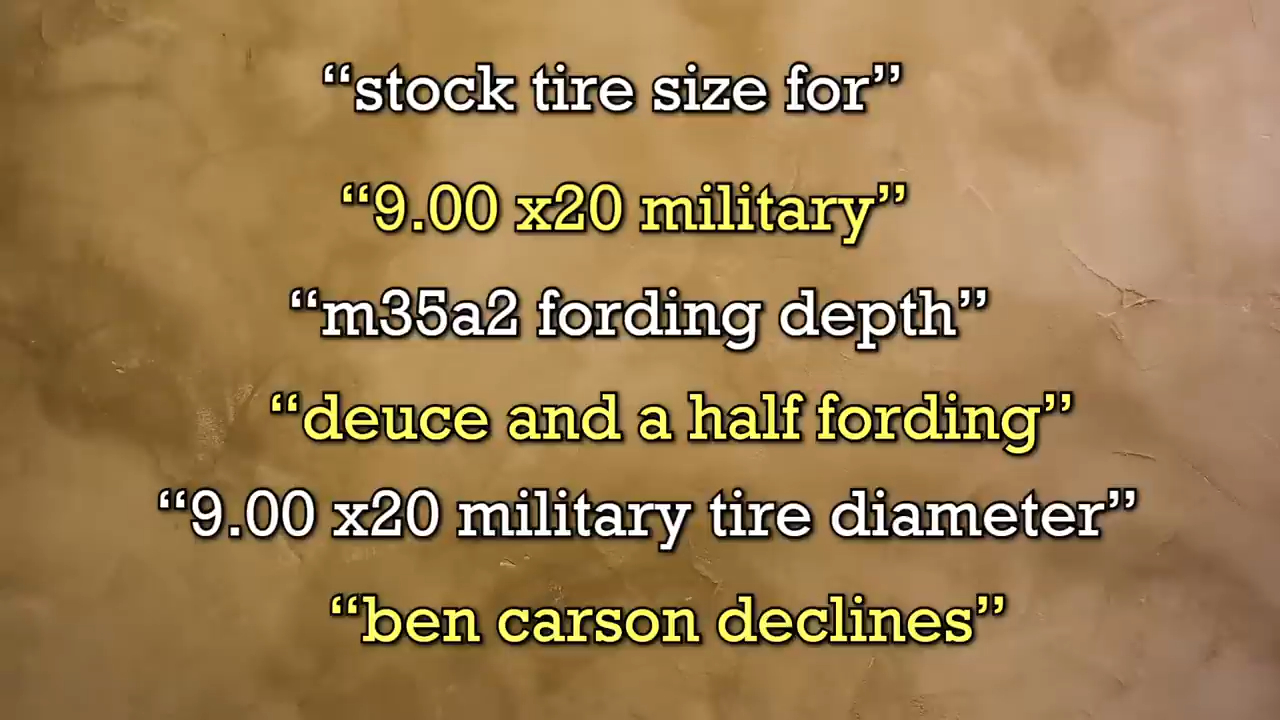 “stock tire size for”
“9.00 x20 military”
“m35a2 fording depth”
“deuce and a half fording”
“9.00 x20 military tire diameter”
“ben carson declines”